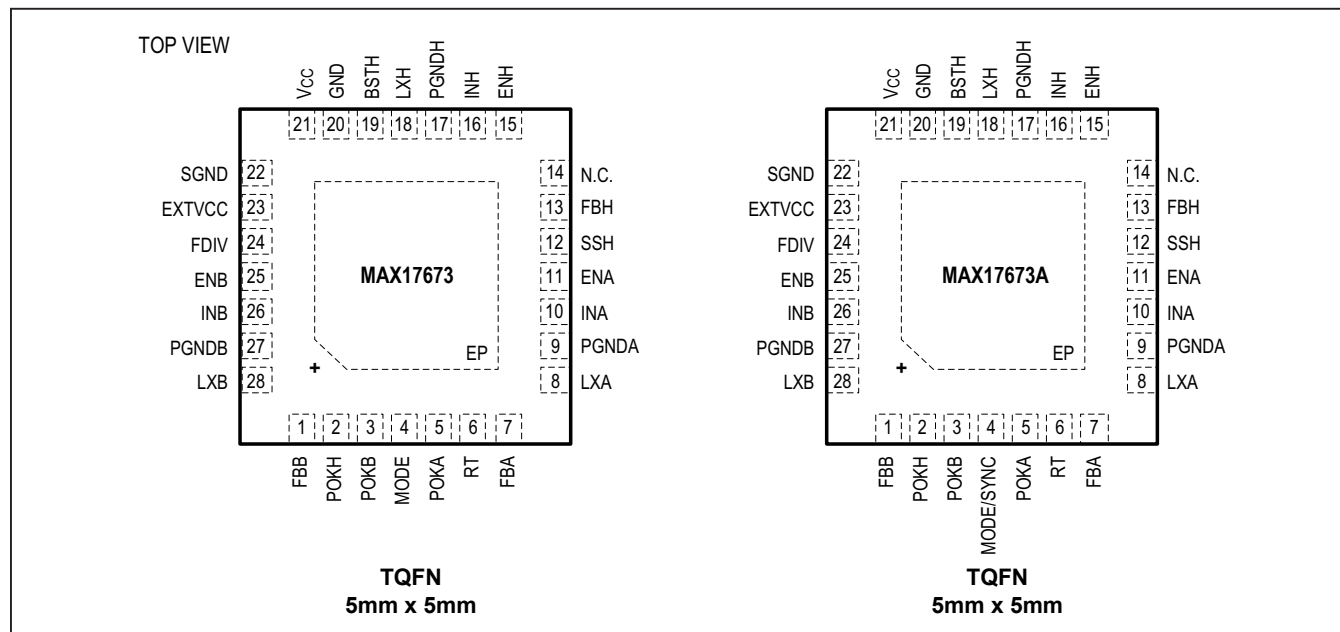 TOP VIEW
VCC GND BSTH LXH PGNDH INH ENH
21 20 19 18 17 16 15
SGND 22
EXTVCC 23
FDIV 24
ENB 25
INB 26
PGNDB 27
LXB 28
MAX17673
EP
+
14 N.C.
13 FBH
12 SSH
11 ENA
10 INA
9 PGNDA
8 LXA
1 2 3 4 5 6 7
FBB POKH POKB MODE POKA RT FBA
TQFN
5mm x 5mm
VCC GND BSTH LXH PGNDH INH ENH
21 20 19 18 17 16 15
SGND 22
EXTVCC 23
FDIV 24
ENB 25
INB 26
PGNDB 27
LXB 28
MAX17673A
EP
+
14 N.C.
13 FBH
12 SSH
11 ENA
10 INA
9 PGNDA
8 LXA
1 2 3 4 5 6 7
FBB POKH POKB MODE/SYNC POKA RT FBA
TQFN
5mm x 5mm